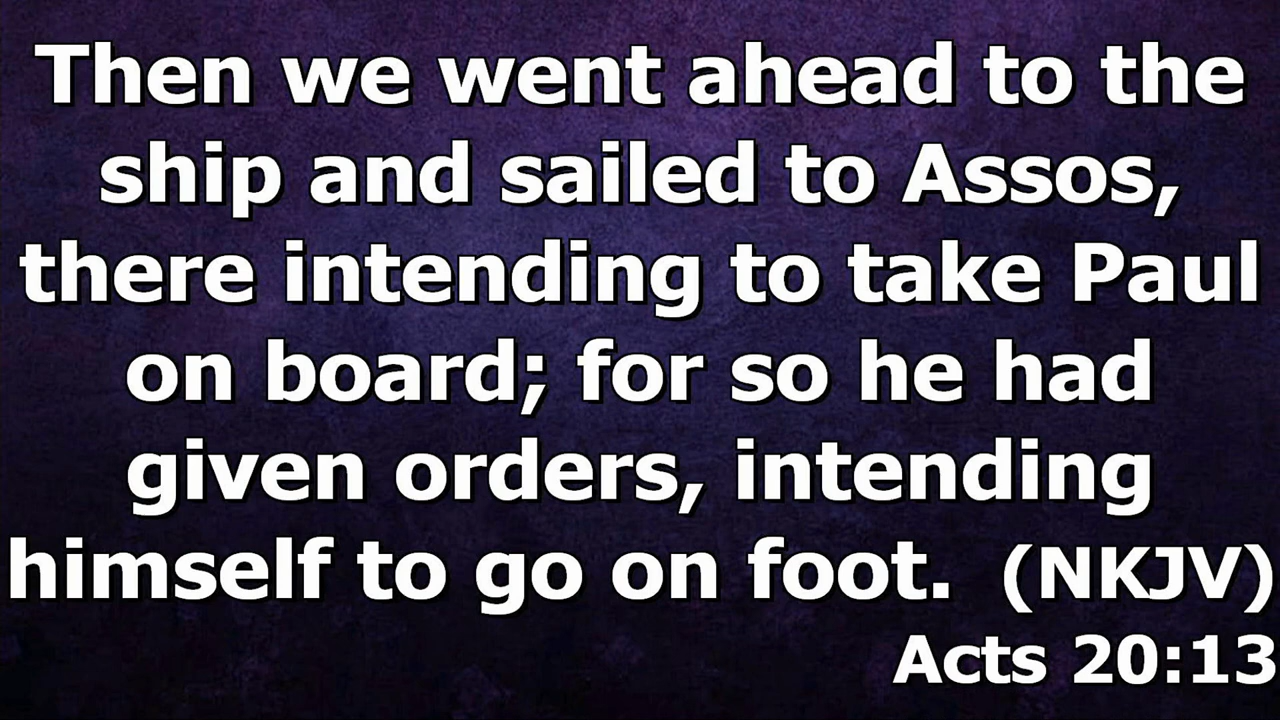 Then we went ahead to the
ship and sailed to Assos,
there intending to take Paul
on board; for so he had
given orders, intending
himself to go on foot. (NKJV)
Acts 20:13